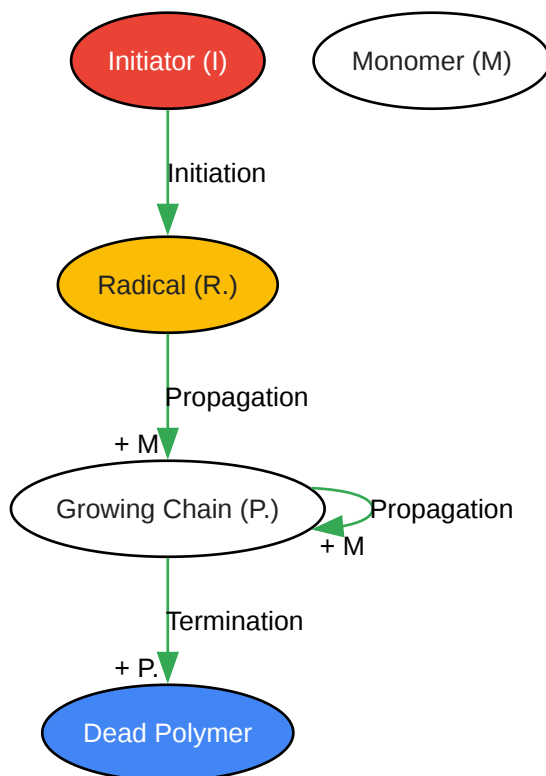 Initiator (I)
Monomer (M)
Initiation
Radical (R.)
Propagation
+ M
Growing Chain (P.)
Propagation
+ M
Termination
+ P.
Dead Polymer